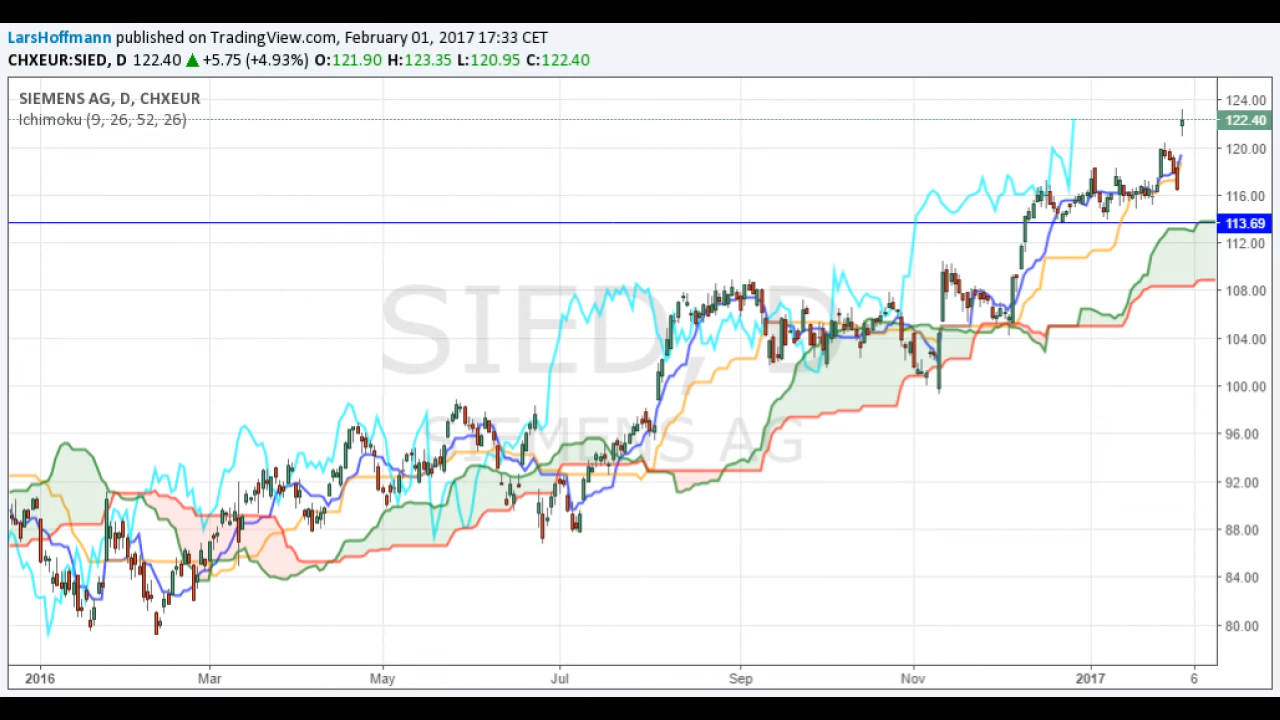 LarsHoffmann published on TradingView.com, February 01, 2017 17:33 CET
CHXEUR:SIED, D 122.40 ▲ +5.75 (+4.93%) O:121.90 H:123.35 L:120.95 C:122.40
SIEMENS AG, D, CHXEUR
Ichimoku (9, 26, 52, 26)
SIED, D
SIEMENS AG
124.00
122.40
120.00
116.00
113.69
112.00
108.00
104.00
100.00
96.00
92.00
88.00
84.00
80.00
2016 Mar May Jul Sep Nov 2017 6